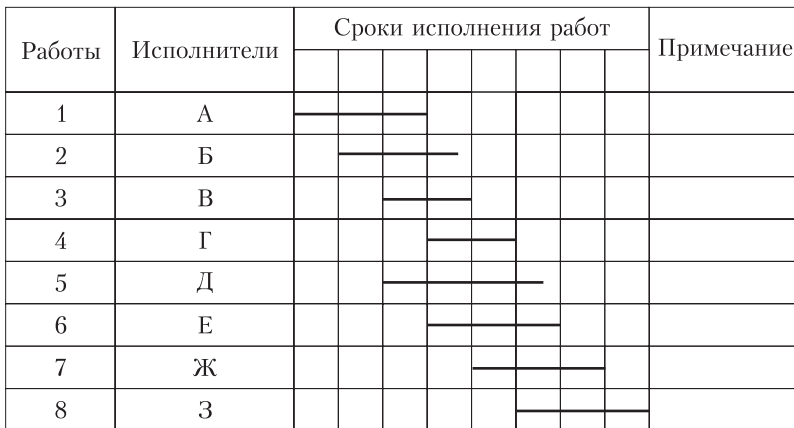 Работы Исполнители Сроки исполнения работ Примечание
1 А
2 Б
3 В
4 Г
5 Д
6 Е
7 Ж
8 З